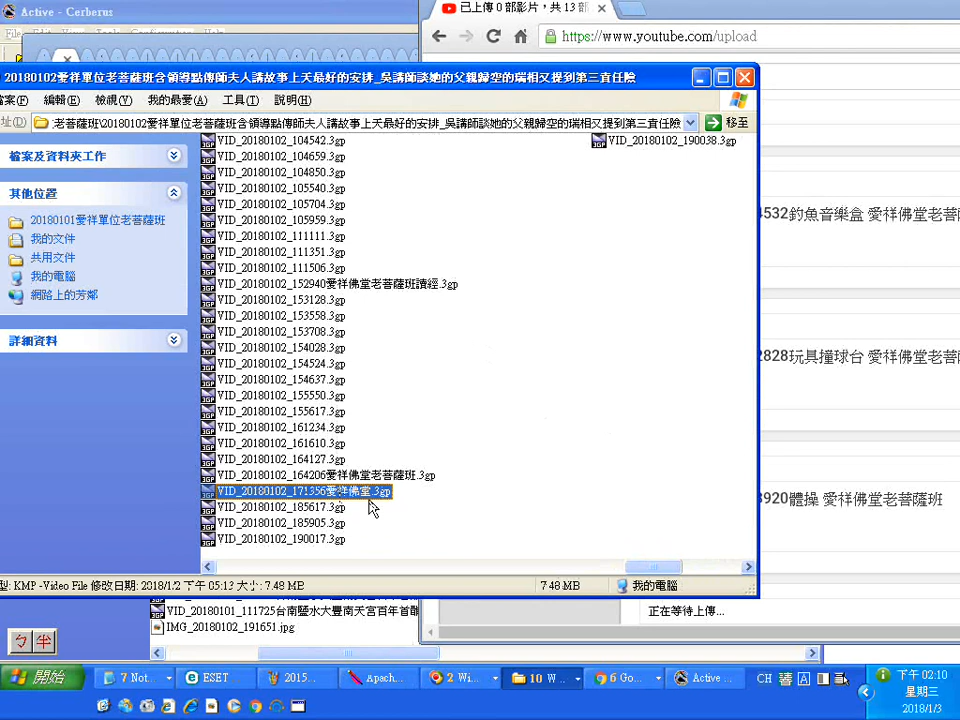 Active - Cerberus
已上傳 0 部影片，共 13 部
https://www.youtube.com/upload
20180102愛祥單位老菩薩班含領導點傳師夫人講故事上天最好的安排_吳講師談她的父親歸空的瑞相又提到第三責任險
檔案(F) 編輯(E) 檢視(V) 我的最愛(A) 工具(T) 說明(H)
址(D) 老菩薩班\20180102愛祥單位老菩薩班含領導點傳師夫人講故事上天最好的安排_吳講師談她的父親歸空的瑞相又提到第三責任險 移至
檔案及資料夾工作
其他位置
20180101愛祥單位老菩薩班
我的文件
共用文件
我的電腦
網路上的芳鄰
詳細資料
VID_20180102_104542.3gp
VID_20180102_104659.3gp
VID_20180102_104850.3gp
VID_20180102_105540.3gp
VID_20180102_105704.3gp
VID_20180102_105959.3gp
VID_20180102_111111.3gp
VID_20180102_111351.3gp
VID_20180102_111506.3gp
VID_20180102_152940愛祥佛堂老菩薩班讀經.3gp
VID_20180102_153128.3gp
VID_20180102_153558.3gp
VID_20180102_153708.3gp
VID_20180102_154028.3gp
VID_20180102_154524.3gp
VID_20180102_154637.3gp
VID_20180102_155550.3gp
VID_20180102_155617.3gp
VID_20180102_161234.3gp
VID_20180102_161610.3gp
VID_20180102_164127.3gp
VID_20180102_164206愛祥佛堂老菩薩班.3gp
VID_20180102_171356愛祥佛堂.3gp
VID_20180102_185617.3gp
VID_20180102_185905.3gp
VID_20180102_190017.3gp
VID_20180102_190038.3gp
4532釣魚音樂盒 愛祥佛堂老菩薩
2828玩具撞球台 愛祥佛堂老菩
3920體操 愛祥佛堂老菩薩班
型: KMP -Video File 修改日期: 2018/1/2 下午 05:13 大小: 7.48 MB 7.48 MB 我的電腦
VID_20180101_111725台南鹽水大豐南天宮百年首醮
IMG_20180102_191651.jpg
正在等待上傳...
ㄅ 半
開始 7 Not... ESET 2015... Apach... 2 Wi... 10 W... 6 Go... Active ... CH A
下午 02:10
星期三
2018/1/3